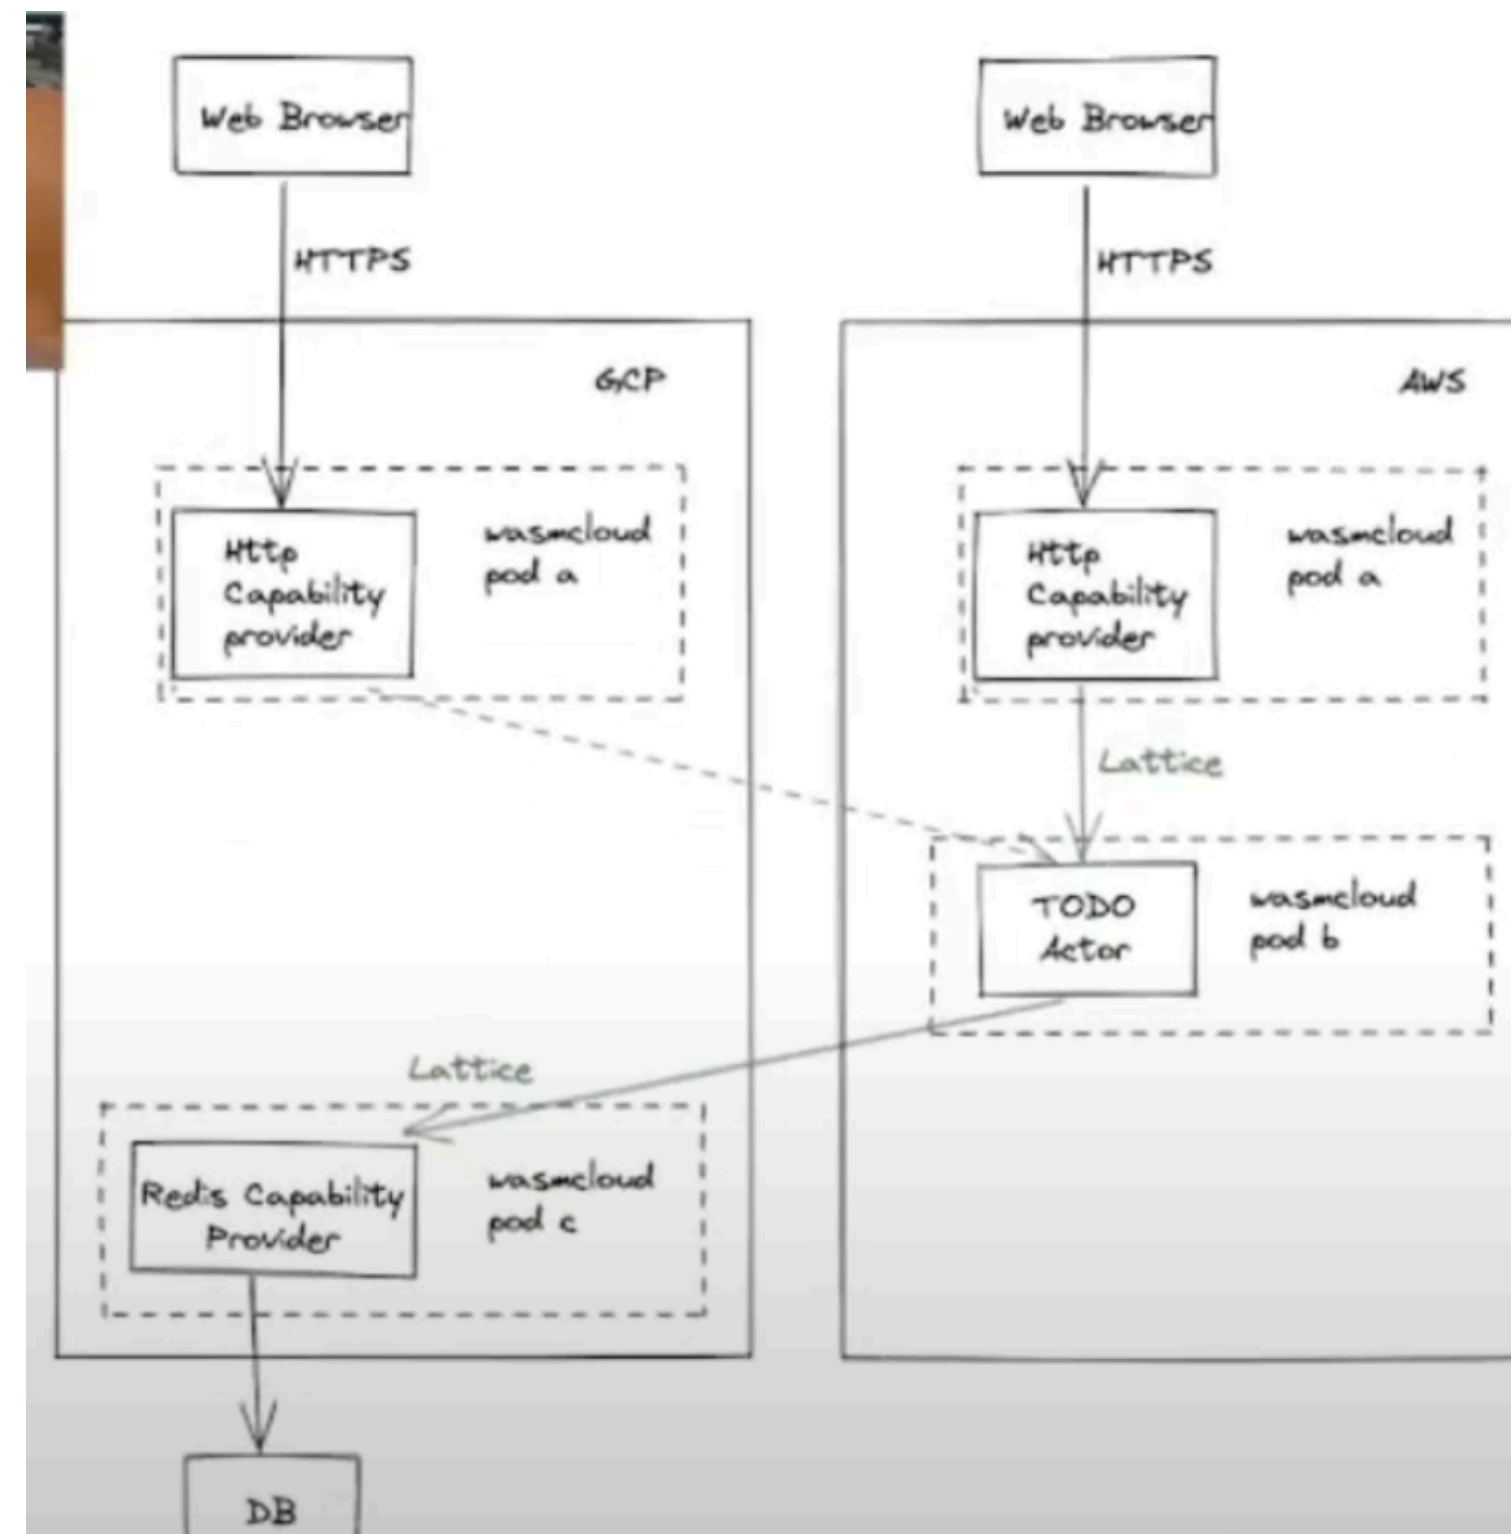 Web Browser
Web Browser
HTTPS
HTTPS
GCP
AWS
Http
Capability
provider
wasmcloud
pod a
Http
Capability
provider
wasmcloud
pod a
Lattice
TODO
Actor
wasmcloud
pod b
Lattice
Redis Capability
Provider
wasmcloud
pod c
DB